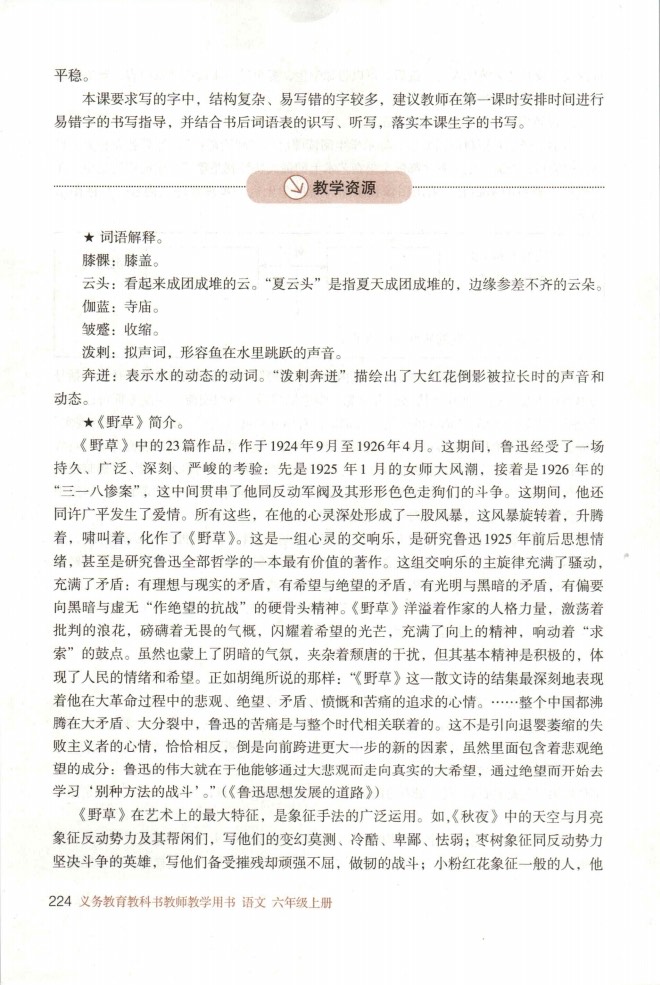 平稳。
本课要求写的字中，结构复杂、易写错的字较多，建议教师在第一课时安排时间进行
易错字的书写指导，并结合书后词语表的识写、听写，落实本课生字的书写。
教学资源
★ 词语解释。
膝髁：膝盖。
云头：看起来成团成堆的云。“夏云头”是指夏天成团成堆的，边缘参差不齐的云朵。
伽蓝：寺庙。
皱蹙：收缩。
泼剌：拟声词，形容鱼在水里跳跃的声音。
奔迸：表示水的动态的动词。“泼剌奔迸”描绘出了大红花倒影被拉长时的声音和
动态。
★《野草》简介。
《野草》中的23篇作品，作于1924年9月至1926年4月。这期间，鲁迅经受了一场
持久、广泛、深刻、严峻的考验：先是1925 年1 月的女师大风潮，接着是1926 年的
“三一八惨案”，这中间贯串了他同反动军阀及其形形色色走狗们的斗争。这期间，他还
同许广平发生了爱情。所有这些，在他的心灵深处形成了一股风暴，这风暴旋转着，升腾
着，啸叫着，化作了《野草》。这是一组心灵的交响乐，是研究鲁迅1925 年前后思想情
绪，甚至是研究鲁迅全部哲学的一本最有价值的著作。这组交响乐的主旋律充满了骚动，
充满了矛盾：有理想与现实的矛盾，有希望与绝望的矛盾，有光明与黑暗的矛盾，有偏要
向黑暗与虚无“作绝望的抗战”的硬骨头精神。《野草》洋溢着作家的人格力量，激荡着
批判的浪花，磅礴着无畏的气概，闪耀着希望的光芒，充满了向上的精神，响动着“求
索”的鼓点。虽然也蒙上了阴暗的气氛，夹杂着颓唐的干扰，但其基本精神是积极的，体
现了人民的情绪和希望。正如胡绳所说的那样：“《野草》这一散文诗的结集最深刻地表现
着他在大革命过程中的悲观、绝望、矛盾、愤慨和苦痛的追求的心情。……整个中国都沸
腾在大矛盾、大分裂中，鲁迅的苦痛是与整个时代相关联着的。这不是引向退婴萎缩的失
败主义者的心情，恰恰相反，倒是向前跨进更大一步的新的因素，虽然里面包含着悲观绝
望的成分：鲁迅的伟大就在于他能够通过大悲观而走向真实的大希望，通过绝望而开始去
学习‘别种方法的战斗’。”（《鲁迅思想发展的道路》）
《野草》在艺术上的最大特征，是象征手法的广泛运用。如,《秋夜》中的天空与月亮
象征反动势力及其帮闲们，写他们的变幻莫测、冷酷、卑鄙、怯弱；枣树象征同反动势力
坚决斗争的英雄，写他们备受摧残却顽强不屈，做韧的战斗；小粉红花象征一般的人，他
224 义务教育教科书教师教学用书 语文 六年级上册